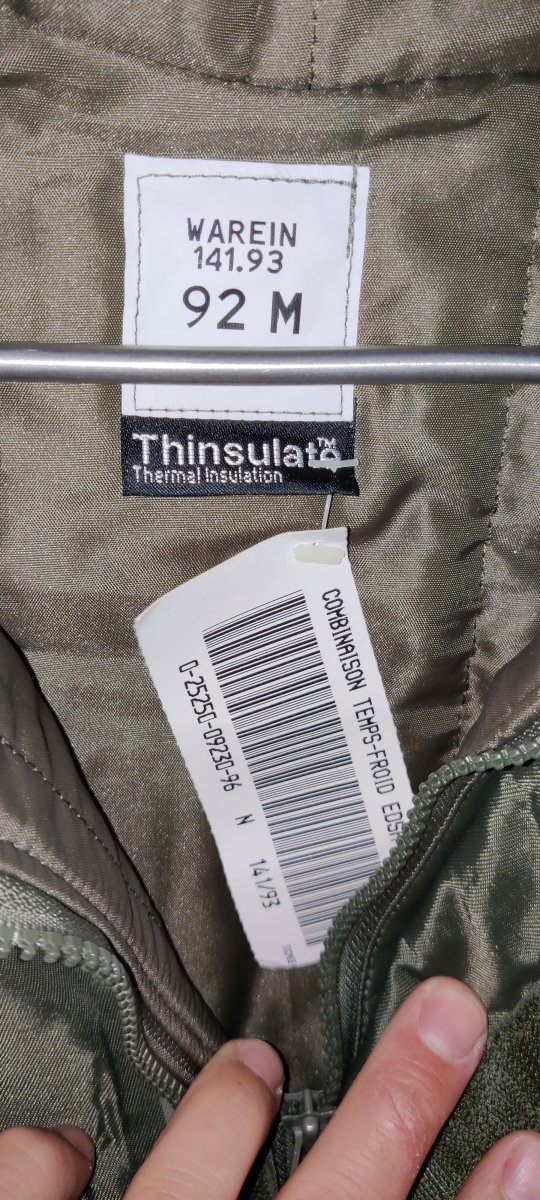 WAREIN
141.93
92 M
Thinsulate™
Thermal Insulation
COMBINAISON TEMPS-FROID
0-25250-09230-96 N 141/93